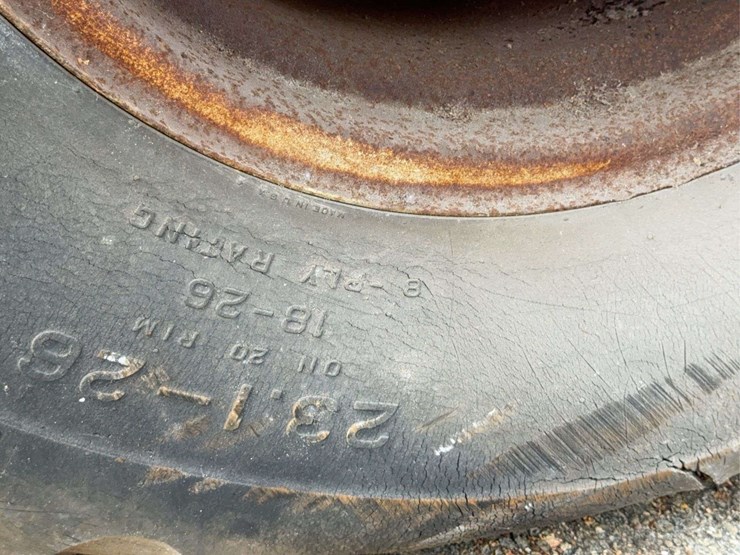 23.1-26
ON 20 RIM
18-26
8 -PLY RATING
MADE IN U.S.A.